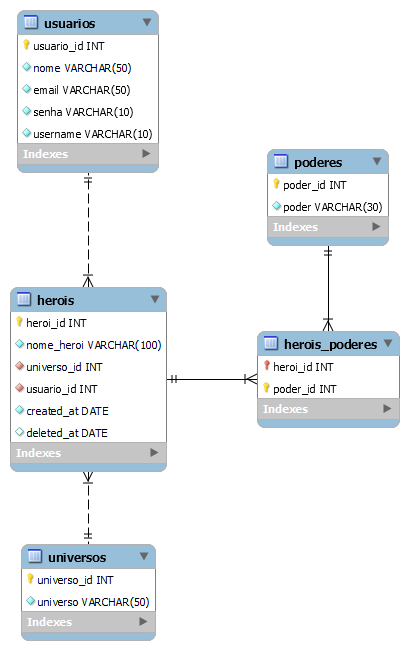 usuarios
usuario_id INT
nome VARCHAR(50)
email VARCHAR(50)
senha VARCHAR(10)
username VARCHAR(10)
Indexes
poderes
poder_id INT
poder VARCHAR(30)
Indexes
herois
heroi_id INT
nome_heroi VARCHAR(100)
universo_id INT
usuario_id INT
created_at DATE
deleted_at DATE
Indexes
herois_poderes
heroi_id INT
poder_id INT
Indexes
universos
universo_id INT
universo VARCHAR(50)
Indexes